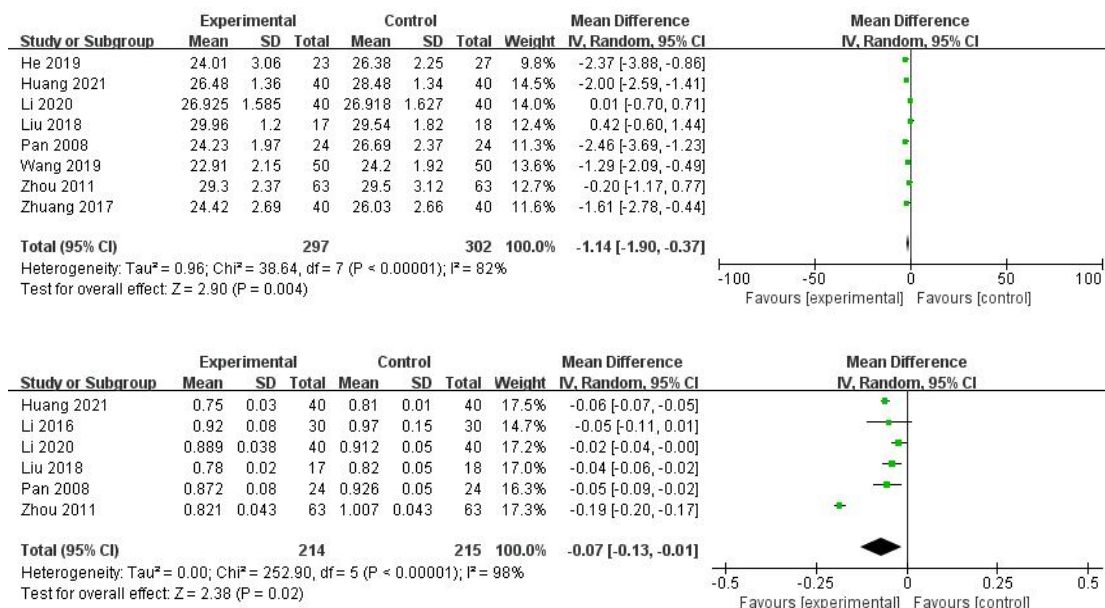 Experimental Control Mean Difference Mean Difference
Study or Subgroup Mean SD Total Mean SD Total Weight IV, Random, 95% CI IV, Random, 95% CI
He 2019 24.01 3.06 23 26.38 2.25 27 9.8% -2.37 [-3.88, -0.86]
Huang 2021 26.48 1.36 40 28.48 1.34 40 14.5% -2.00 [-2.59, -1.41]
Li 2020 26.925 1.585 40 26.918 1.627 40 14.0% 0.01 [-0.70, 0.71]
Liu 2018 29.96 1.2 17 29.54 1.82 18 12.4% 0.42 [-0.60, 1.44]
Pan 2008 24.23 1.97 24 26.69 2.37 24 11.3% -2.46 [-3.69, -1.23]
Wang 2019 22.91 2.15 50 24.2 1.92 50 13.6% -1.29 [-2.09, -0.49]
Zhou 2011 29.3 2.37 63 29.5 3.12 63 12.7% -0.20 [-1.17, 0.77]
Zhuang 2017 24.42 2.69 40 26.03 2.66 40 11.6% -1.61 [-2.78, -0.44]
Total (95% CI) 297 302 100.0% -1.14 [-1.90, -0.37]
Heterogeneity: Tau² = 0.96; Chi² = 38.64, df = 7 (P < 0.00001); I² = 82%
Test for overall effect: Z = 2.90 (P = 0.004)
-100 -50 0 50 100
Favours [experimental] Favours [control]
Experimental Control Mean Difference Mean Difference
Study or Subgroup Mean SD Total Mean SD Total Weight IV, Random, 95% CI IV, Random, 95% CI
Huang 2021 0.75 0.03 40 0.81 0.01 40 17.5% -0.06 [-0.07, -0.05]
Li 2016 0.92 0.08 30 0.97 0.15 30 14.7% -0.05 [-0.11, 0.01]
Li 2020 0.889 0.038 40 0.912 0.05 40 17.2% -0.02 [-0.04, -0.00]
Liu 2018 0.78 0.02 17 0.82 0.05 18 17.0% -0.04 [-0.06, -0.02]
Pan 2008 0.872 0.08 24 0.926 0.05 24 16.3% -0.05 [-0.09, -0.02]
Zhou 2011 0.821 0.043 63 1.007 0.043 63 17.3% -0.19 [-0.20, -0.17]
Total (95% CI) 214 215 100.0% -0.07 [-0.13, -0.01]
Heterogeneity: Tau² = 0.00; Chi² = 252.90, df = 5 (P < 0.00001); I² = 98%
Test for overall effect: Z = 2.38 (P = 0.02)
-0.5 -0.25 0 0.25 0.5
Favours [experimental] Favours [control]